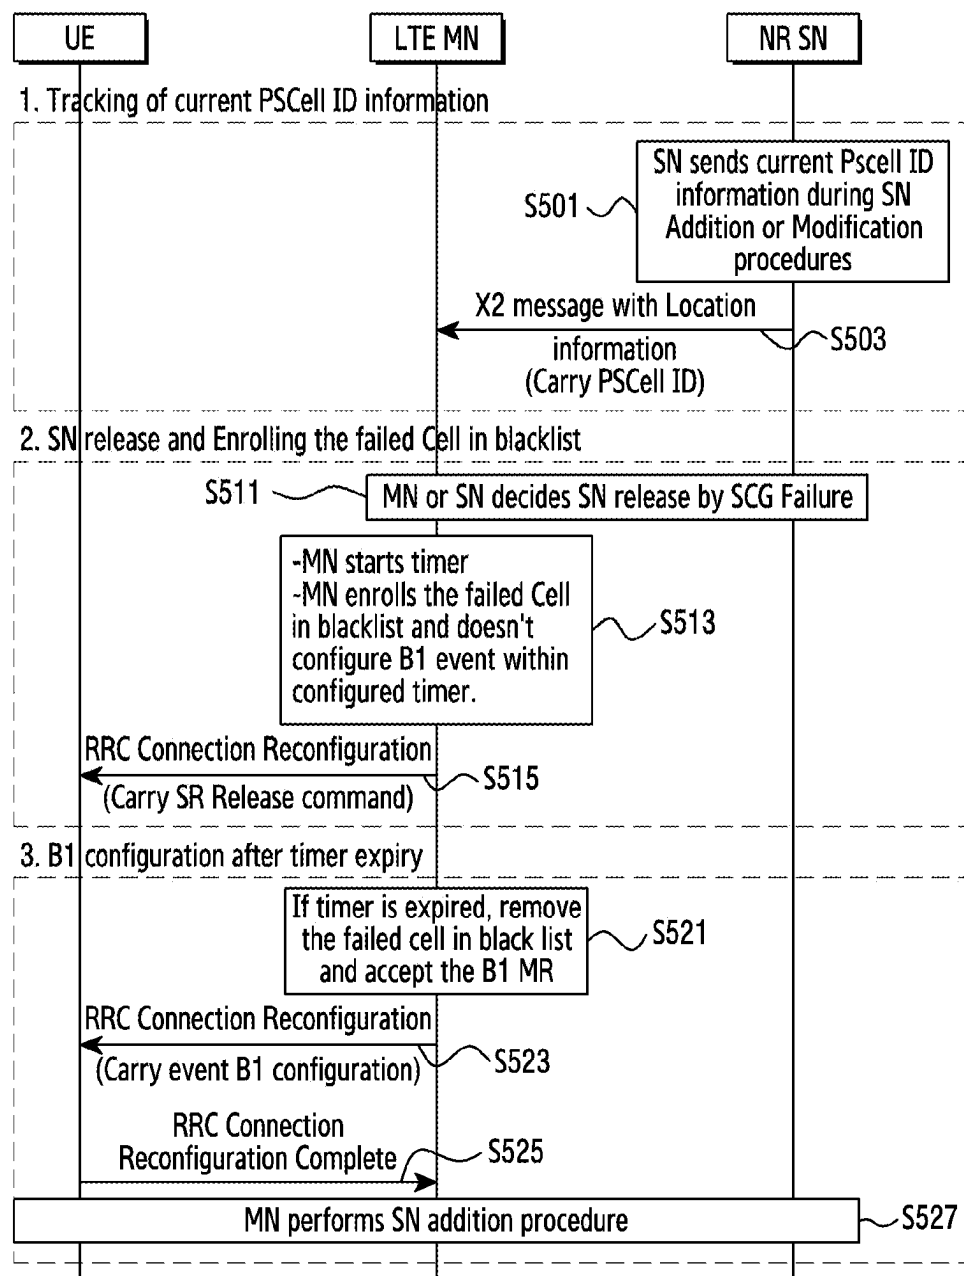 UE
LTE MN
NR SN
1. Tracking of current PSCell ID information
SN sends current Pscell ID
information during SN
Addition or Modification
procedures
S501
X2 message with Location
S503
information
(Carry PSCell ID)
2. SN release and Enrolling the failed Cell in blacklist
S511
MN or SN decides SN release by SCG Failure
-MN starts timer
-MN enrolls the failed Cell
in blacklist and doesn't
configure B1 event within
configured timer.
S513
RRC Connection Reconfiguration
S515
(Carry SR Release command)
3. B1 configuration after timer expiry
If timer is expired, remove
the failed cell in black list
and accept the B1 MR
S521
RRC Connection Reconfiguration
S523
(Carry event B1 configuration)
RRC Connection
Reconfiguration Complete
S525
MN performs SN addition procedure
S527